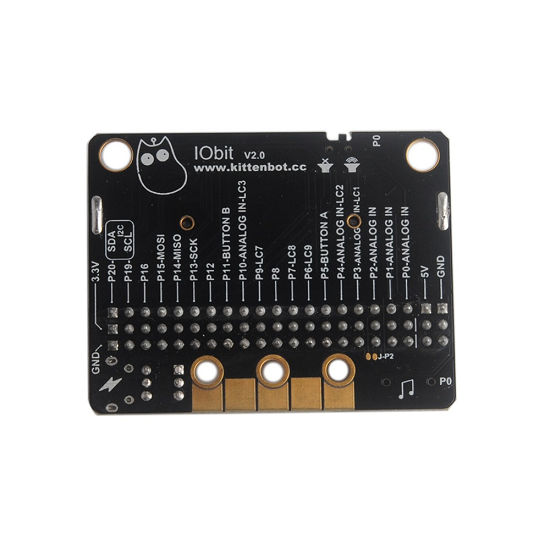 IObit V2.0
www.kittenbot.cc
P0
3.3V
P20-SDA
P19-SCL
I2C
P16
P15-MOSI
P14-MISO
P13-SCK
P12
P11-BUTTON B
P10-ANALOG IN-LC3
P9-LC7
P8
P7-LC8
P6-LC9
P5-BUTTON A
P4-ANALOG IN-LC2
P3-ANALOG IN-LC1
P2-ANALOG IN
P1-ANALOG IN
P0-ANALOG IN
5V
GND
GND
J-P2
P0